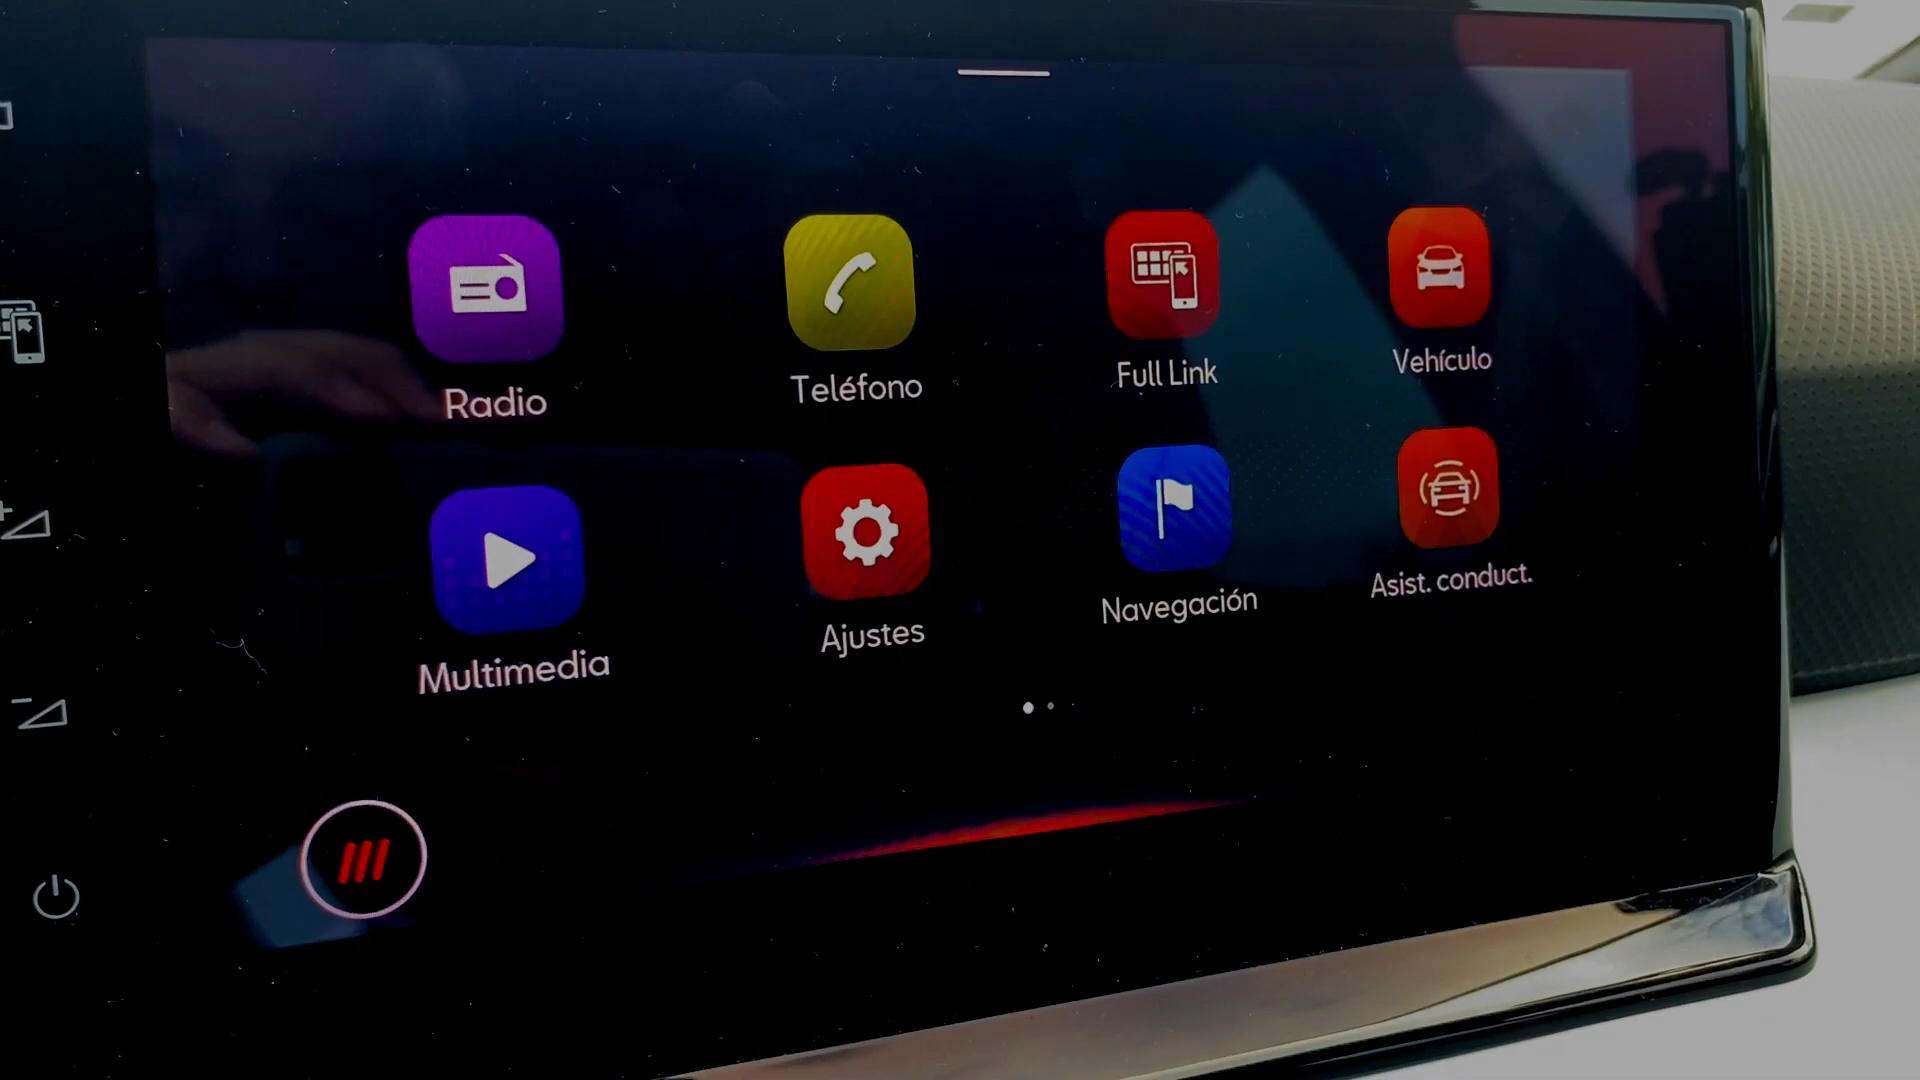 Radio
Teléfono
Full Link
Vehículo
Multimedia
Ajustes
Navegación
Asist. conduct.